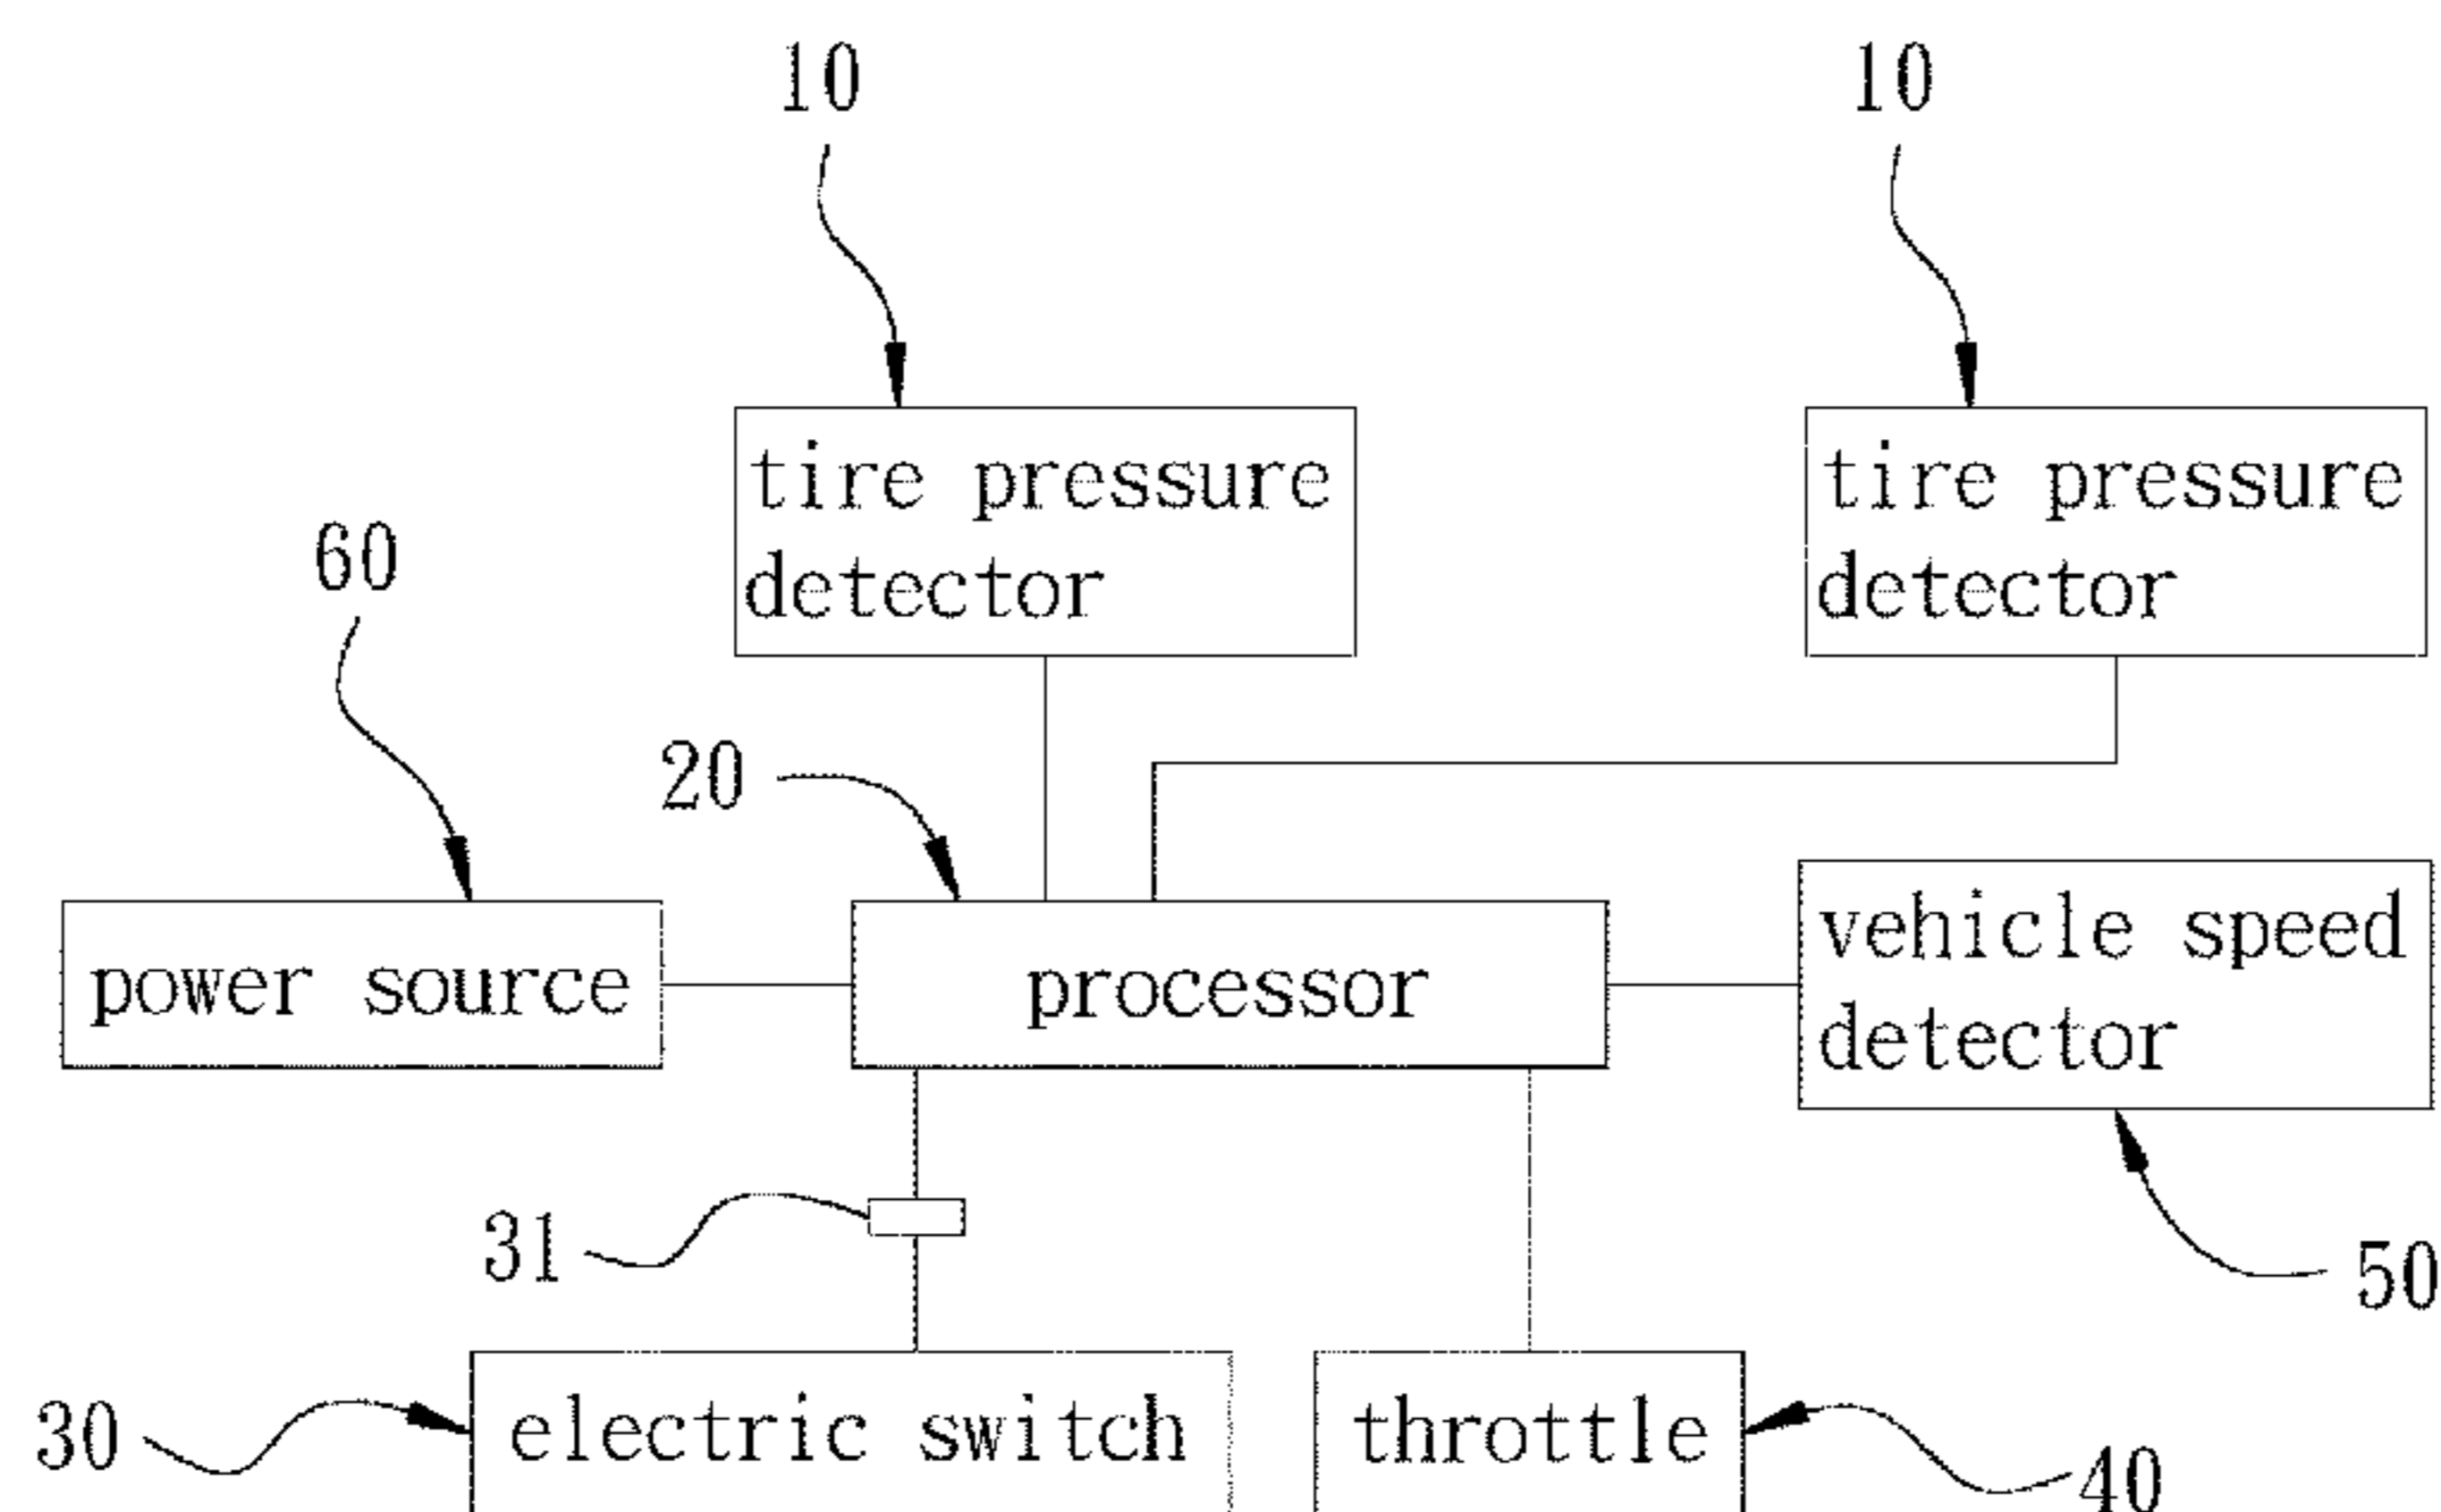 10
10
tire pressure
detector
tire pressure
detector
60
20
power source
processor
vehicle speed
detector
31
50
30
electric switch
throttle
40